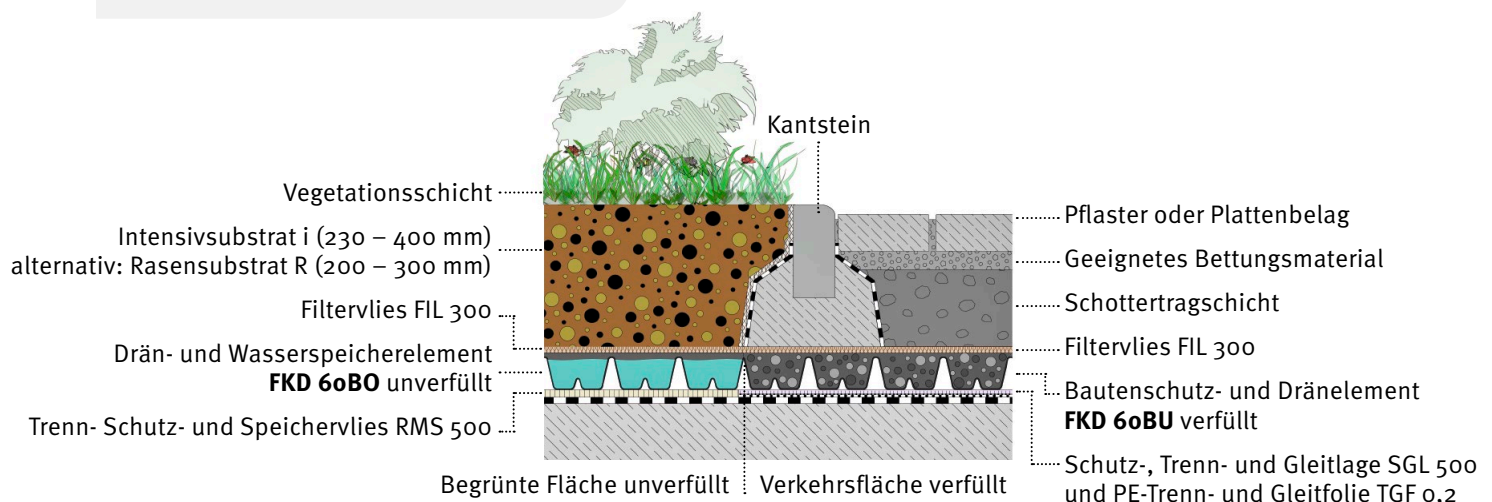 Kantstein
Vegetationsschicht
Intensivsubstrat i (230 – 400 mm)
alternativ: Rasensubstrat R (200 – 300 mm)
Filtervlies FIL 300
Drän- und Wasserspeicherelement
FKD 60BO unverfüllt
Trenn- Schutz- und Speichervlies RMS 500
Pflaster oder Plattenbelag
Geeignetes Bettungsmaterial
Schottertragschicht
Filtervlies FIL 300
Bautenschutz- und Dränelement
FKD 60BU verfüllt
Schutz-, Trenn- und Gleitlage SGL 500
und PE-Trenn- und Gleitfolie TGF 0.2
Begrünte Fläche unverfüllt
Verkehrsfläche verfüllt